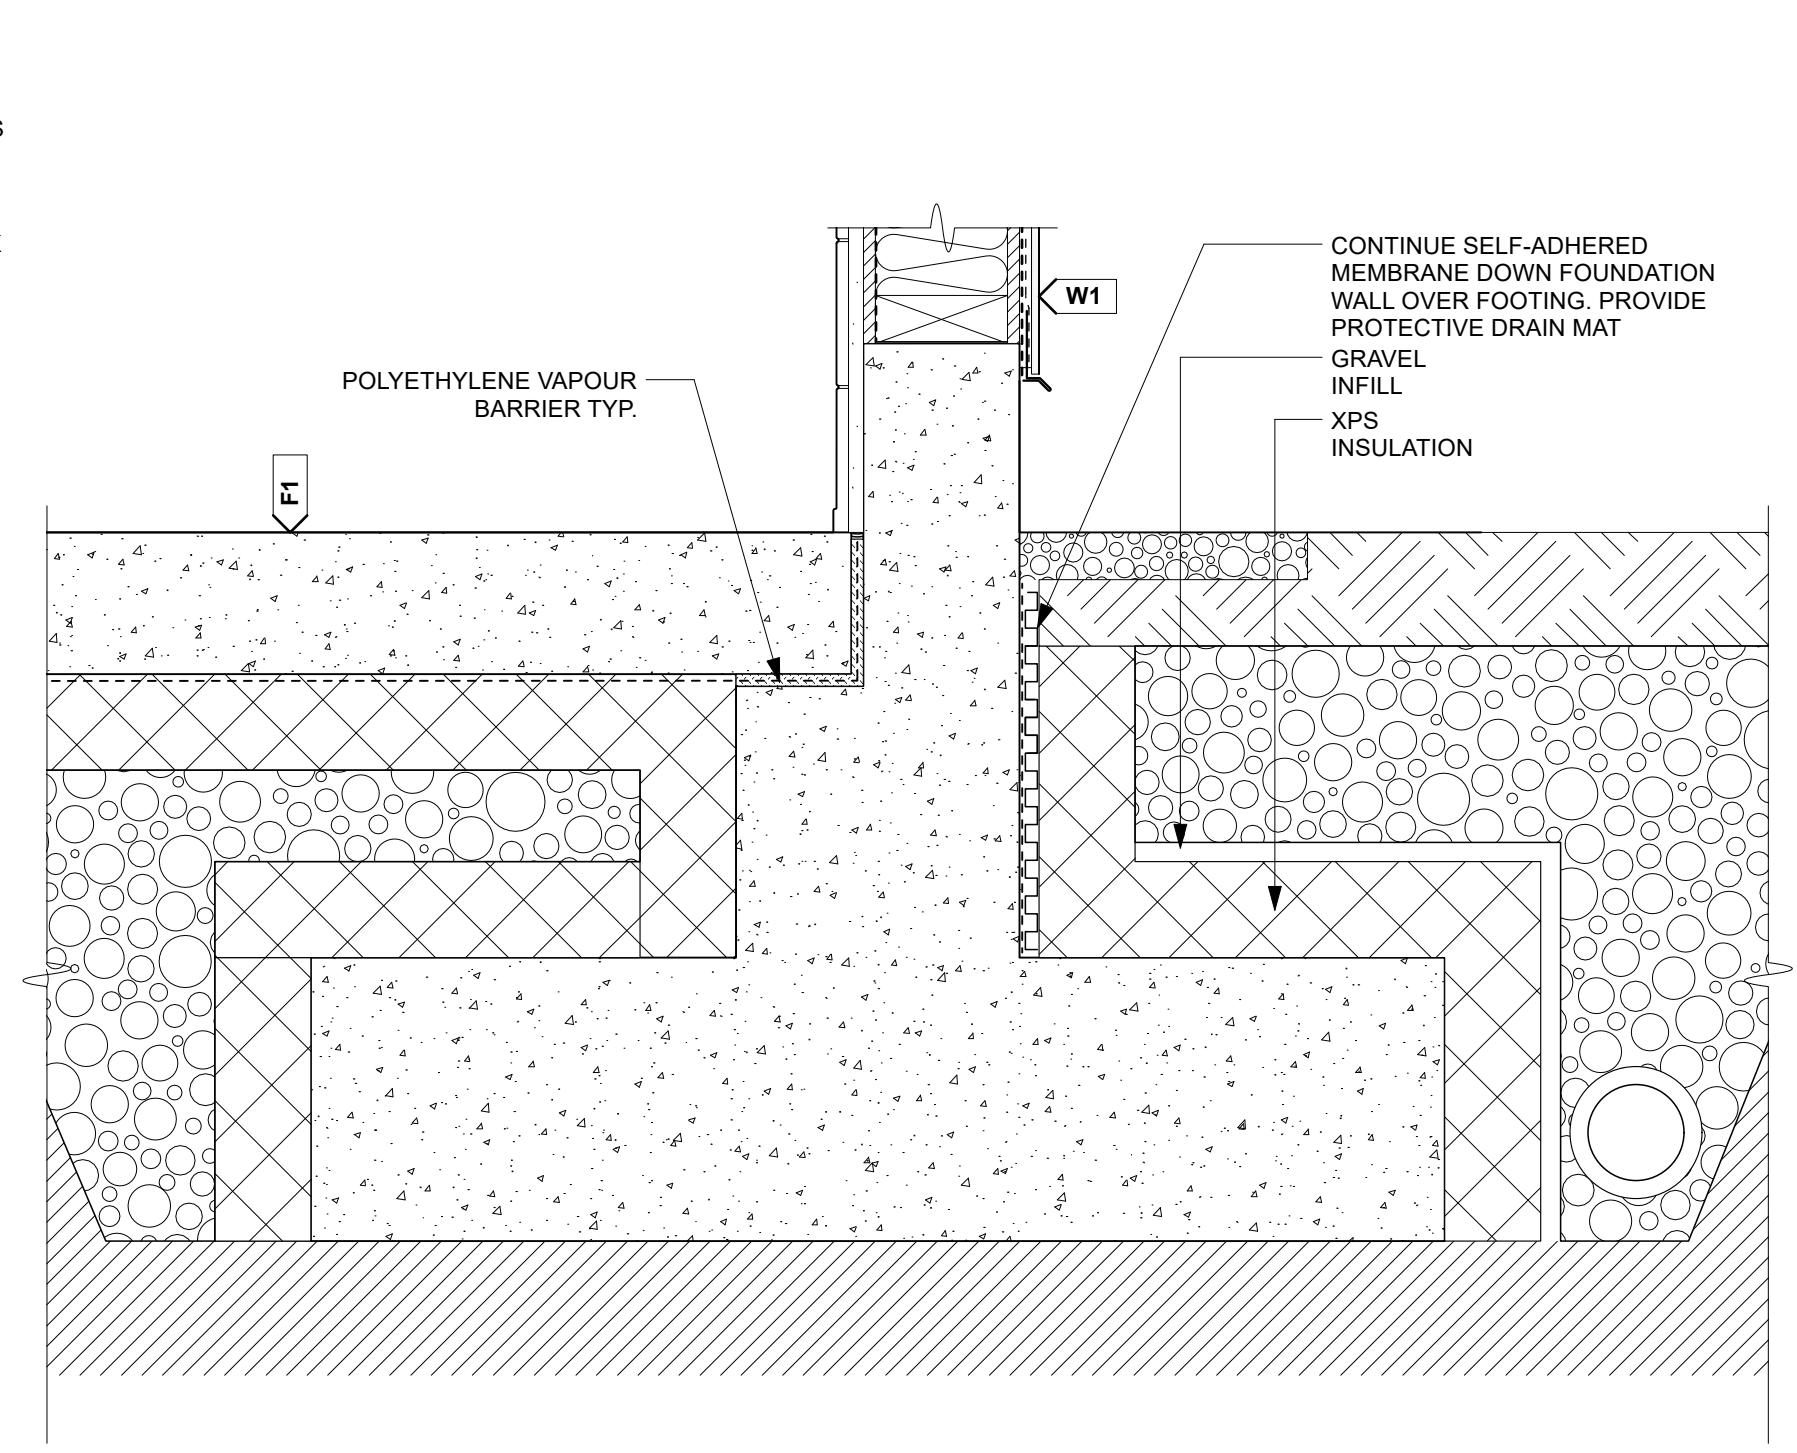 CONTINUE SELF-ADHERED
MEMBRANE DOWN FOUNDATION
WALL OVER FOOTING. PROVIDE
PROTECTIVE DRAIN MAT
GRAVEL
INFILL
XPS
INSULATION
W1
POLYETHYLENE VAPOUR
BARRIER TYP.
F1